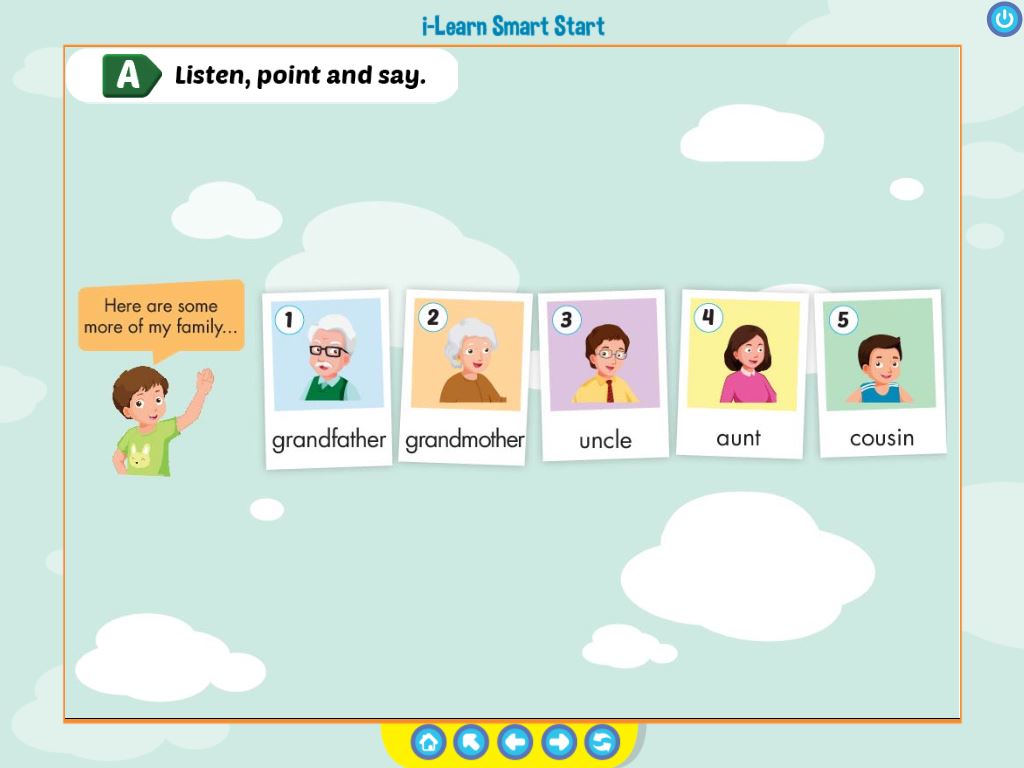 i-Learn Smart Start
A Listen, point and say.
Here are some
more of my family...
1
grandfather
2
grandmother
3
uncle
4
aunt
5
cousin